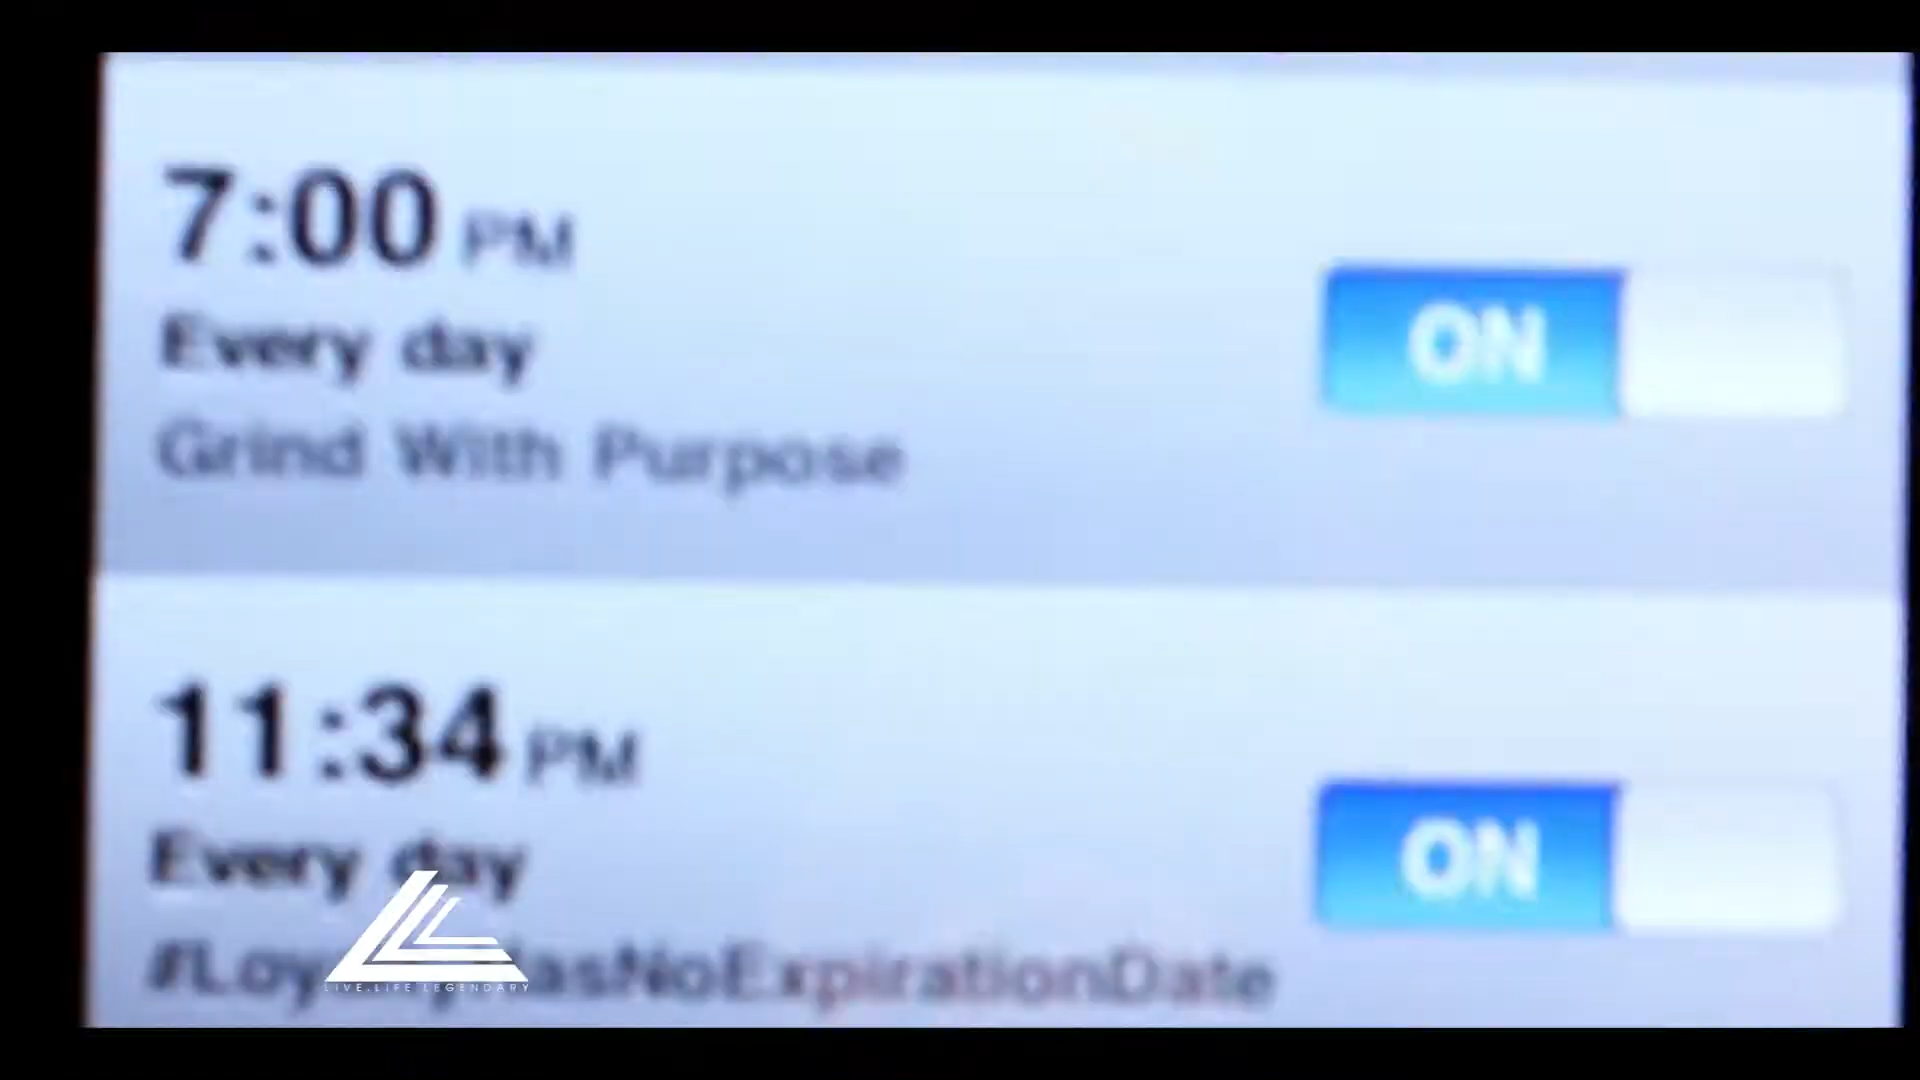 7:00 PM
Every day
ON
Grind With Purpose
11:34 PM
Every day
ON
LIVE.LIFE.LEGENDARY